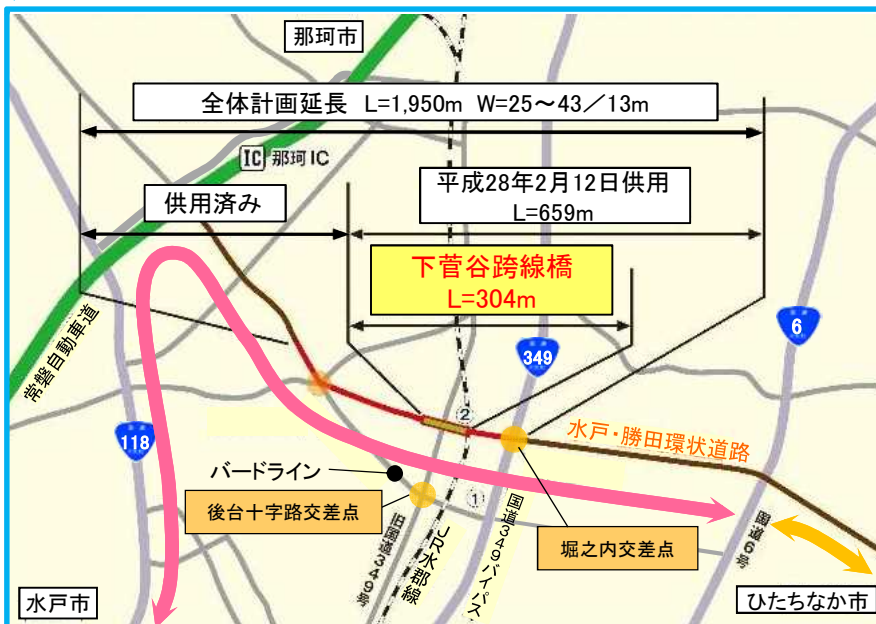 那珂市
全体計画延長 L=1,950m W=25～43／13m
IC 那珂IC
供用済み
平成28年2月12日供用
L=659m
下菅谷跨線橋
L=304m
常磐自動車道
118
349
6
②
水戸・勝田環状道路
バードライン
①
後台十字路交差点
堀之内交差点
旧国道349号
JR水郡線
国道349バイパス
国道6号
水戸市
ひたちなか市